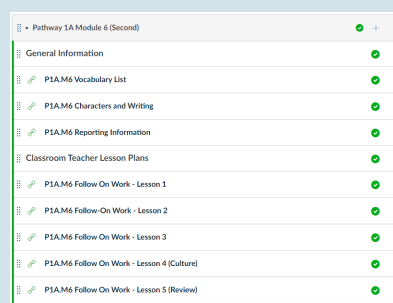 Pathway 1A Module 6 (Second)
General Information
P1A.M6 Vocabulary List
P1A.M6 Characters and Writing
P1A.M6 Reporting Information
Classroom Teacher Lesson Plans
P1A.M6 Follow On Work - Lesson 1
P1A.M6 Follow-On Work - Lesson 2
P1A.M6 Follow On Work - Lesson 3
P1A.M6 Follow On Work - Lesson 4 (Culture)
P1A.M6 Follow On Work - Lesson 5 (Review)